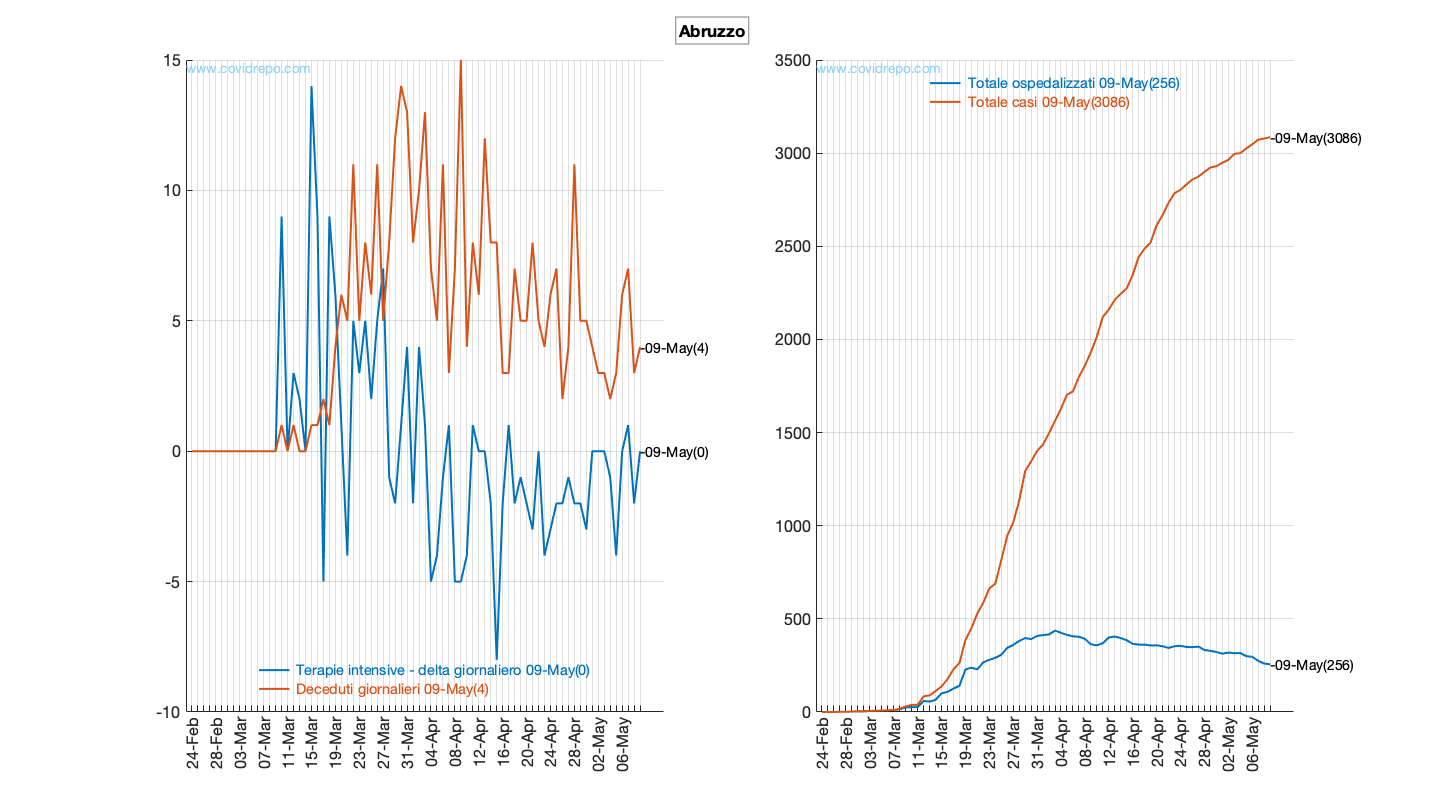 Abruzzo
www.covidrepo.com
15
10
5
0
-5
-10
09-May(4)
09-May(0)
Terapie intensive - delta giornaliero 09-May(0)
Deceduti giornalieri 09-May(4)
24-Feb
28-Feb
03-Mar
07-Mar
11-Mar
15-Mar
19-Mar
23-Mar
27-Mar
31-Mar
04-Apr
08-Apr
12-Apr
16-Apr
20-Apr
24-Apr
28-Apr
02-May
06-May
www.covidrepo.com
Totale ospedalizzati 09-May(256)
Totale casi 09-May(3086)
3500
3000
2500
2000
1500
1000
500
0
09-May(3086)
09-May(256)
24-Feb
28-Feb
03-Mar
07-Mar
11-Mar
15-Mar
19-Mar
23-Mar
27-Mar
31-Mar
04-Apr
08-Apr
12-Apr
16-Apr
20-Apr
24-Apr
28-Apr
02-May
06-May